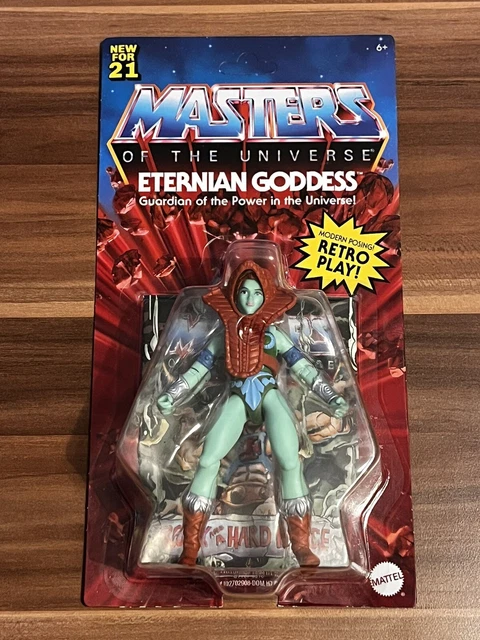 NEW
FOR
21
6+
MASTERS
OF THE UNIVERSE
ETERNIAN GODDESS™
Guardian of the Power in the Universe!
MODERN POSING!
RETRO
PLAY!
HARD
MATTEL